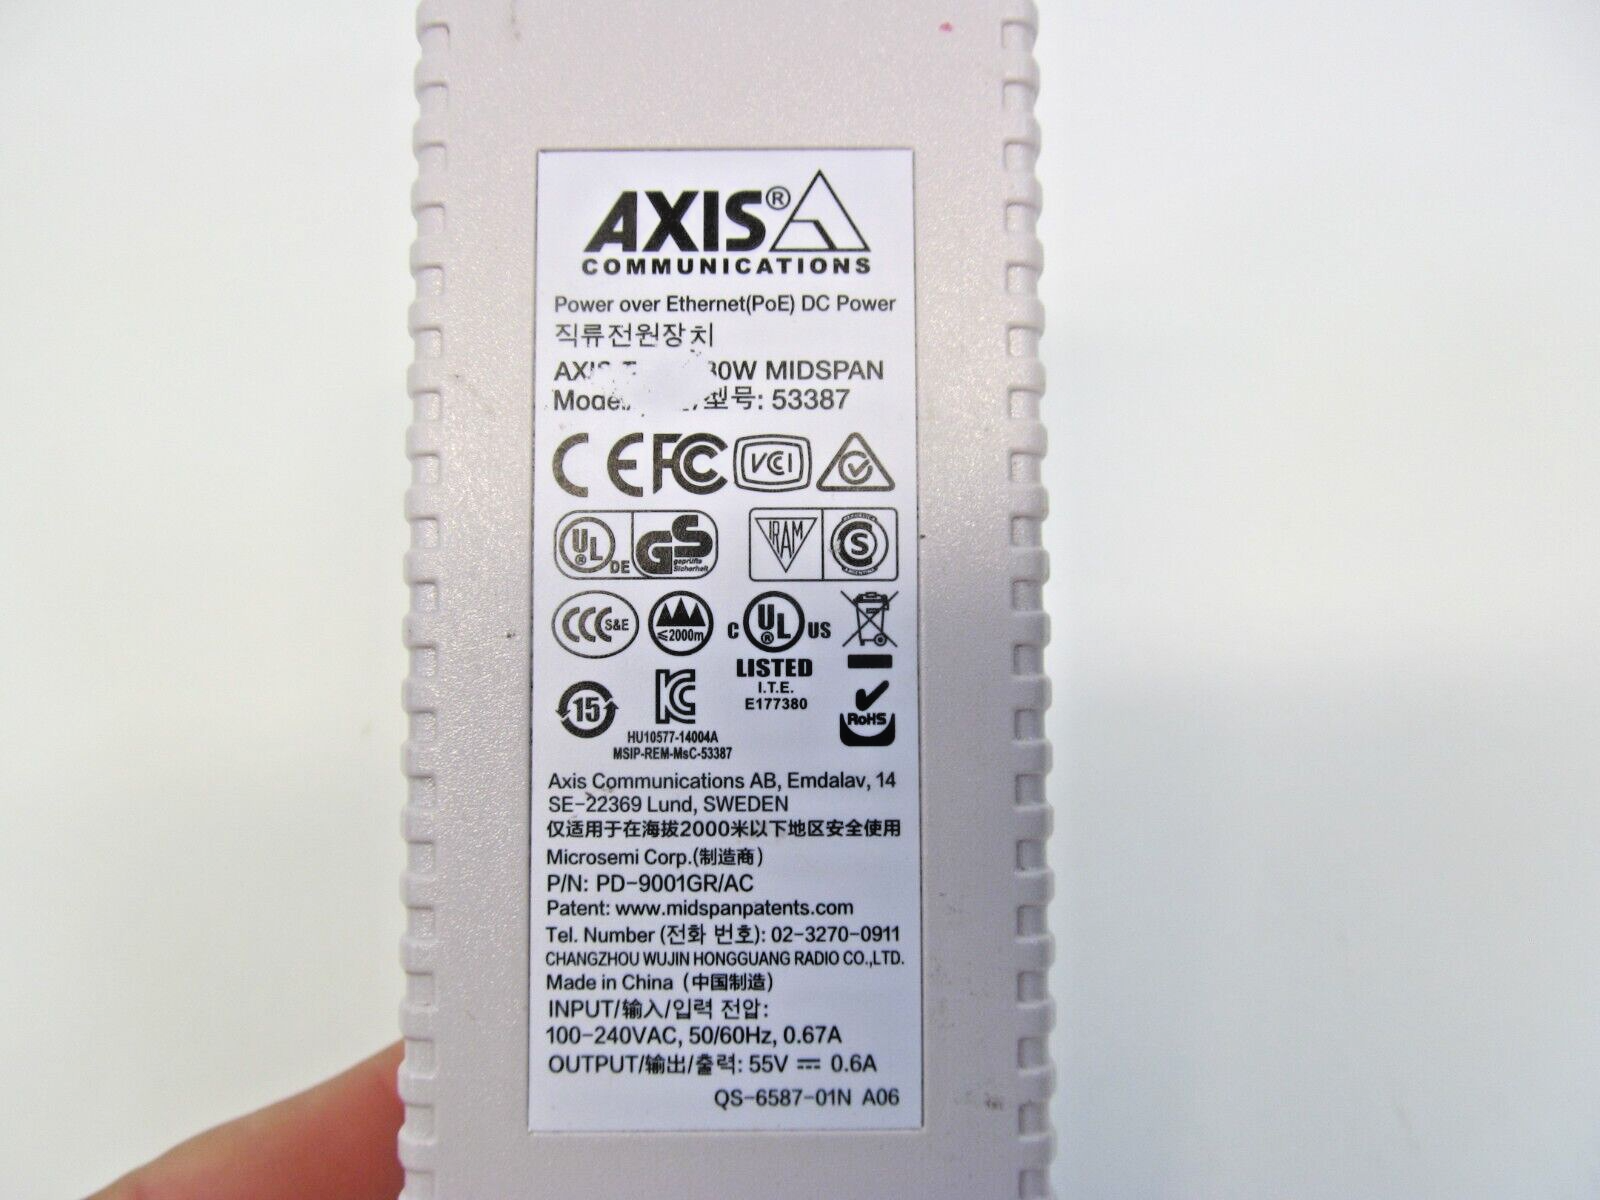 AXIS®
COMMUNICATIONS
Power over Ethernet(PoE) DC Power
직류전원장치
MIDSPAN
型号: 53387
CE FC VCI
UL DE GS geprüfte Sicherheit IRAM S
CCC S&E ≤2000m C UL® US
LISTED
I.T.E.
E177380
15 KC RoHS
HU10577-14004A
MSIP-REM-MsC-53387
Axis Communications AB, Emdalav, 14
SE-22369 Lund, SWEDEN
仅适用于在海拔2000米以下地区安全使用
Microsemi Corp.(制造商)
P/N: PD-9001GR/AC
Patent: www.midspanpatents.com
Tel. Number (전화 번호): 02-3270-0911
CHANGZHOU WUJIN HONGGUANG RADIO CO.,LTD.
Made in China (中国制造)
INPUT/输入/입력 전압:
100-240VAC, 50/60Hz, 0.67A
OUTPUT/输出/출력: 55V ⎓ 0.6A
QS-6587-01N A06